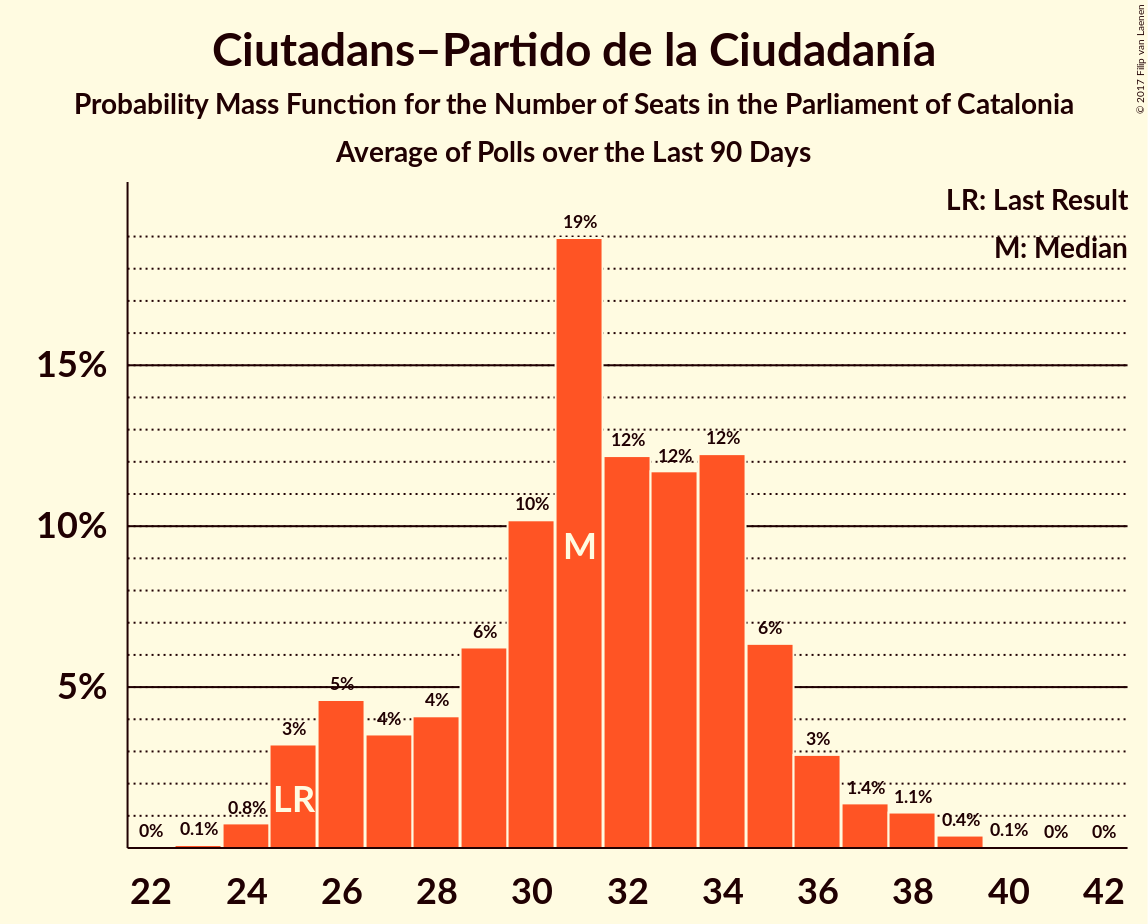 Ciutadans–Partido de la Ciudadanía
Probability Mass Function for the Number of Seats in the Parliament of Catalonia
Average of Polls over the Last 90 Days
© 2017 Filip van Laenen
LR: Last Result
M: Median
15%
10%
5%
0%
0.1%
0.8%
3%
5%
4%
4%
6%
10%
19%
12%
12%
12%
6%
3%
1.4%
1.1%
0.4%
0.1%
0%
0%
LR
M
22 24 26 28 30 32 34 36 38 40 42